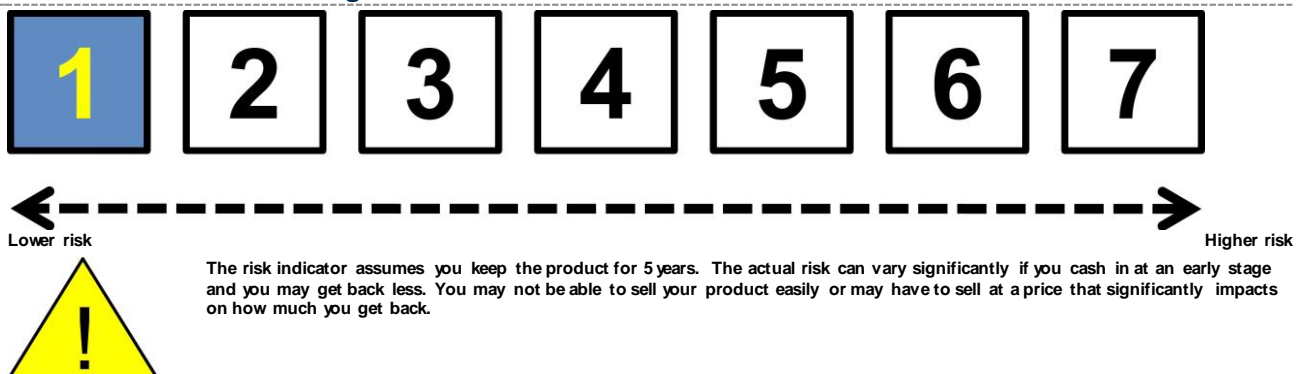 1 2 3 4 5 6 7
Lower risk Higher risk
The risk indicator assumes you keep the product for 5 years. The actual risk can vary significantly if you cash in at an early stage
and you may get back less. You may not be able to sell your product easily or may have to sell at a price that significantly impacts
on how much you get back.
!